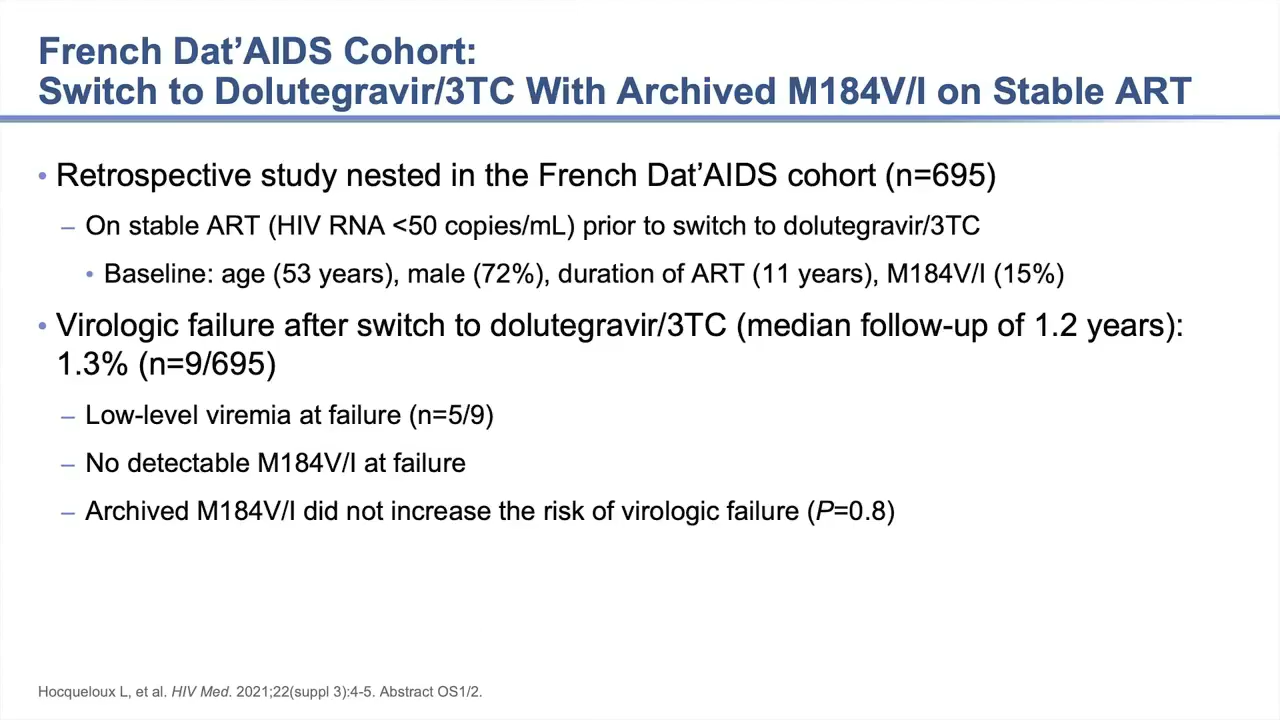 French Dat’AIDS Cohort:
Switch to Dolutegravir/3TC With Archived M184V/I on Stable ART
• Retrospective study nested in the French Dat’AIDS cohort (n=695)
– On stable ART (HIV RNA <50 copies/mL) prior to switch to dolutegravir/3TC
• Baseline: age (53 years), male (72%), duration of ART (11 years), M184V/I (15%)
• Virologic failure after switch to dolutegravir/3TC (median follow-up of 1.2 years):
1.3% (n=9/695)
– Low-level viremia at failure (n=5/9)
– No detectable M184V/I at failure
– Archived M184V/I did not increase the risk of virologic failure (P=0.8)
Hocqueloux L, et al. HIV Med. 2021;22(suppl 3):4-5. Abstract OS1/2.